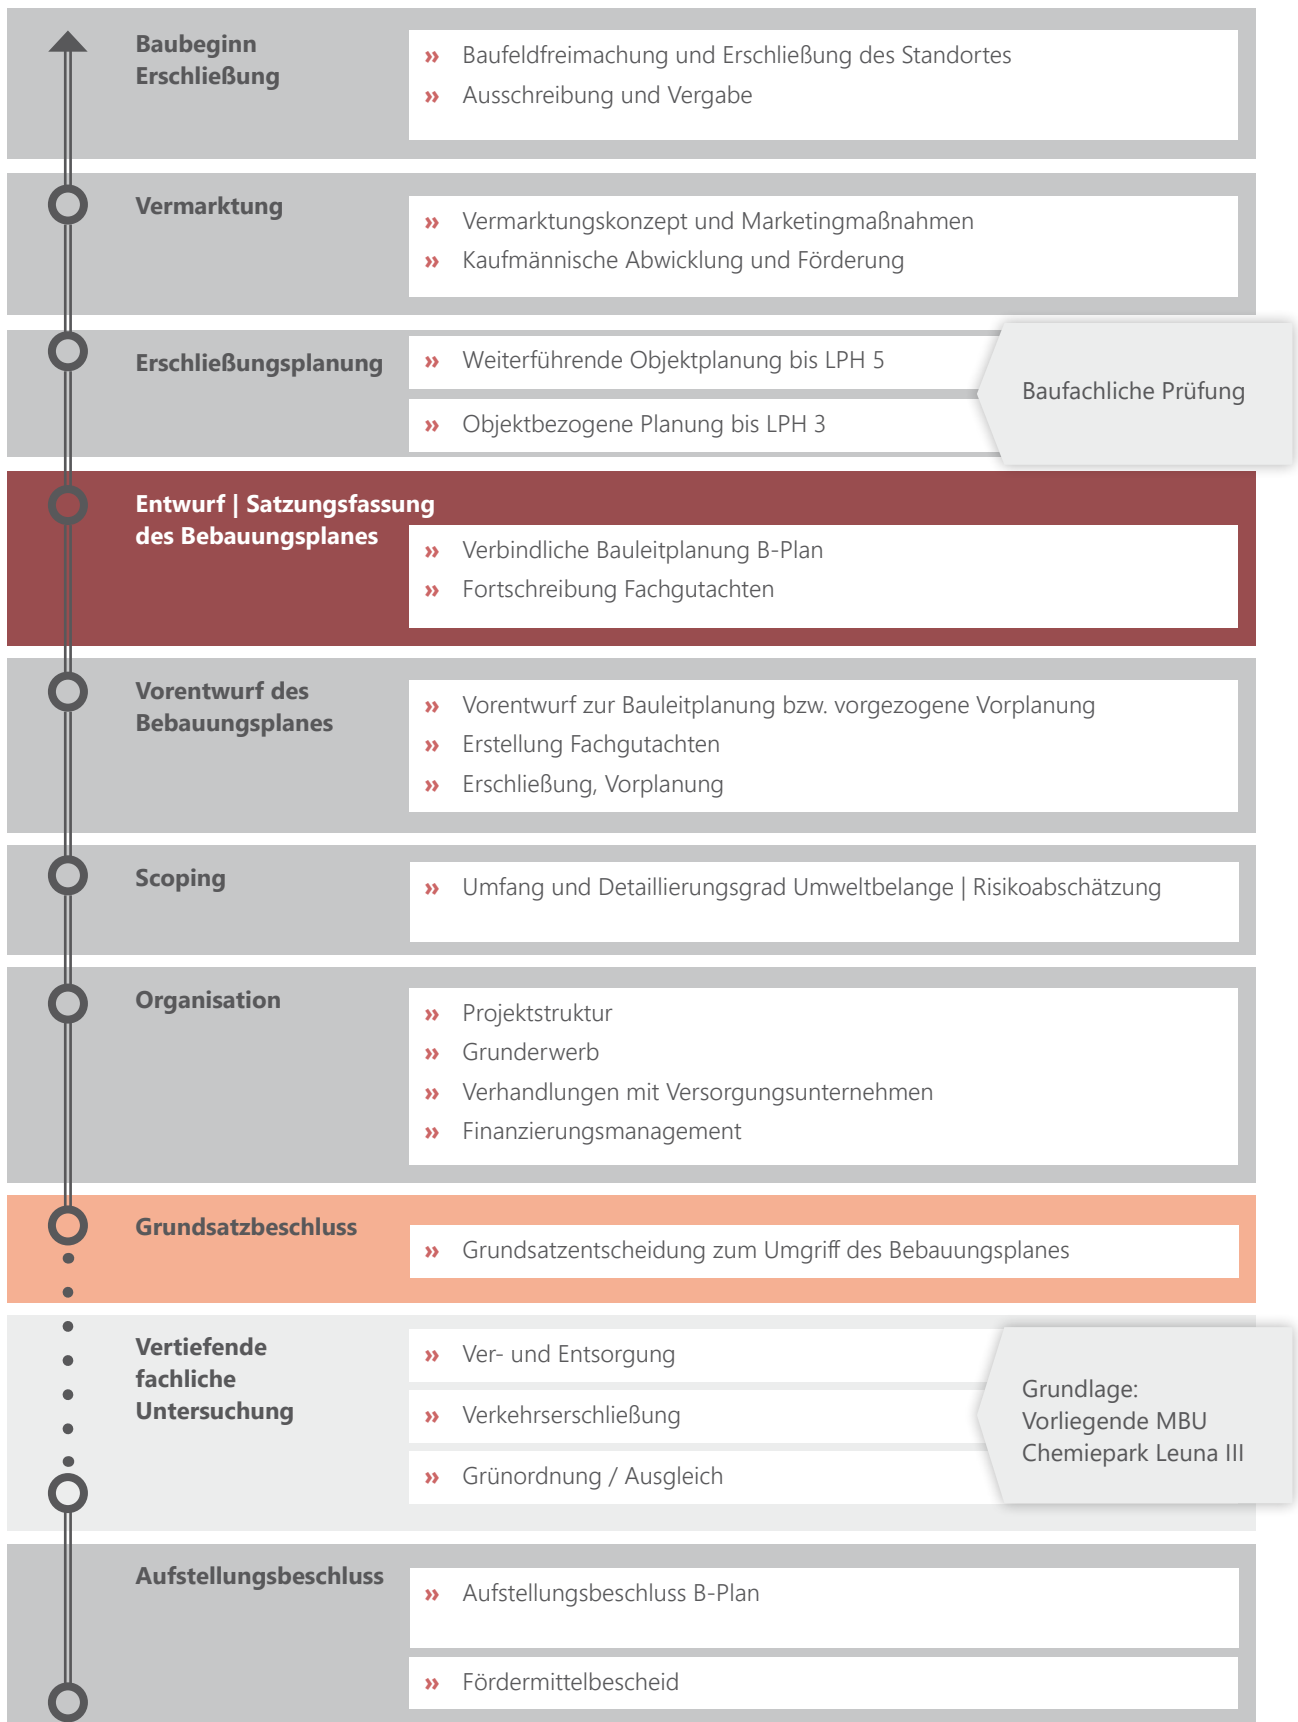 Baubeginn
Erschließung
» Baufeldfreimachung und Erschließung des Standortes
» Ausschreibung und Vergabe
Vermarktung
» Vermarktungskonzept und Marketingmaßnahmen
» Kaufmännische Abwicklung und Förderung
Erschließungsplanung
» Weiterführende Objektplanung bis LPH 5
» Objektbezogene Planung bis LPH 3
Baufachliche Prüfung
Entwurf | Satzungsfassung
des Bebauungsplanes
» Verbindliche Bauleitplanung B-Plan
» Fortschreibung Fachgutachten
Vorentwurf des
Bebauungsplanes
» Vorentwurf zur Bauleitplanung bzw. vorgezogene Vorplanung
» Erstellung Fachgutachten
» Erschließung, Vorplanung
Scoping
» Umfang und Detaillierungsgrad Umweltbelange | Risikoabschätzung
Organisation
» Projektstruktur
» Grunderwerb
» Verhandlungen mit Versorgungsunternehmen
» Finanzierungsmanagement
Grundsatzbeschluss
» Grundsatzentscheidung zum Umgriff des Bebauungsplanes
Vertiefende
fachliche
Untersuchung
» Ver- und Entsorgung
» Verkehrserschließung
» Grünordnung / Ausgleich
Grundlage:
Vorliegende MBU
Chemiepark Leuna III
Aufstellungsbeschluss
» Aufstellungsbeschluss B-Plan
» Fördermittelbescheid